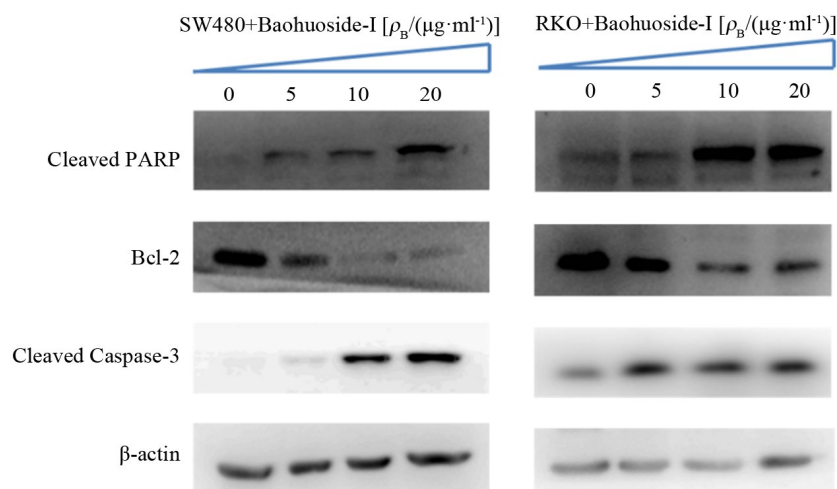 SW480+Baohuoside-I [ρB/(μg·ml-1)]
RKO+Baohuoside-I [ρB/(μg·ml-1)]
0 5 10 20
0 5 10 20
Cleaved PARP
Bcl-2
Cleaved Caspase-3
β-actin